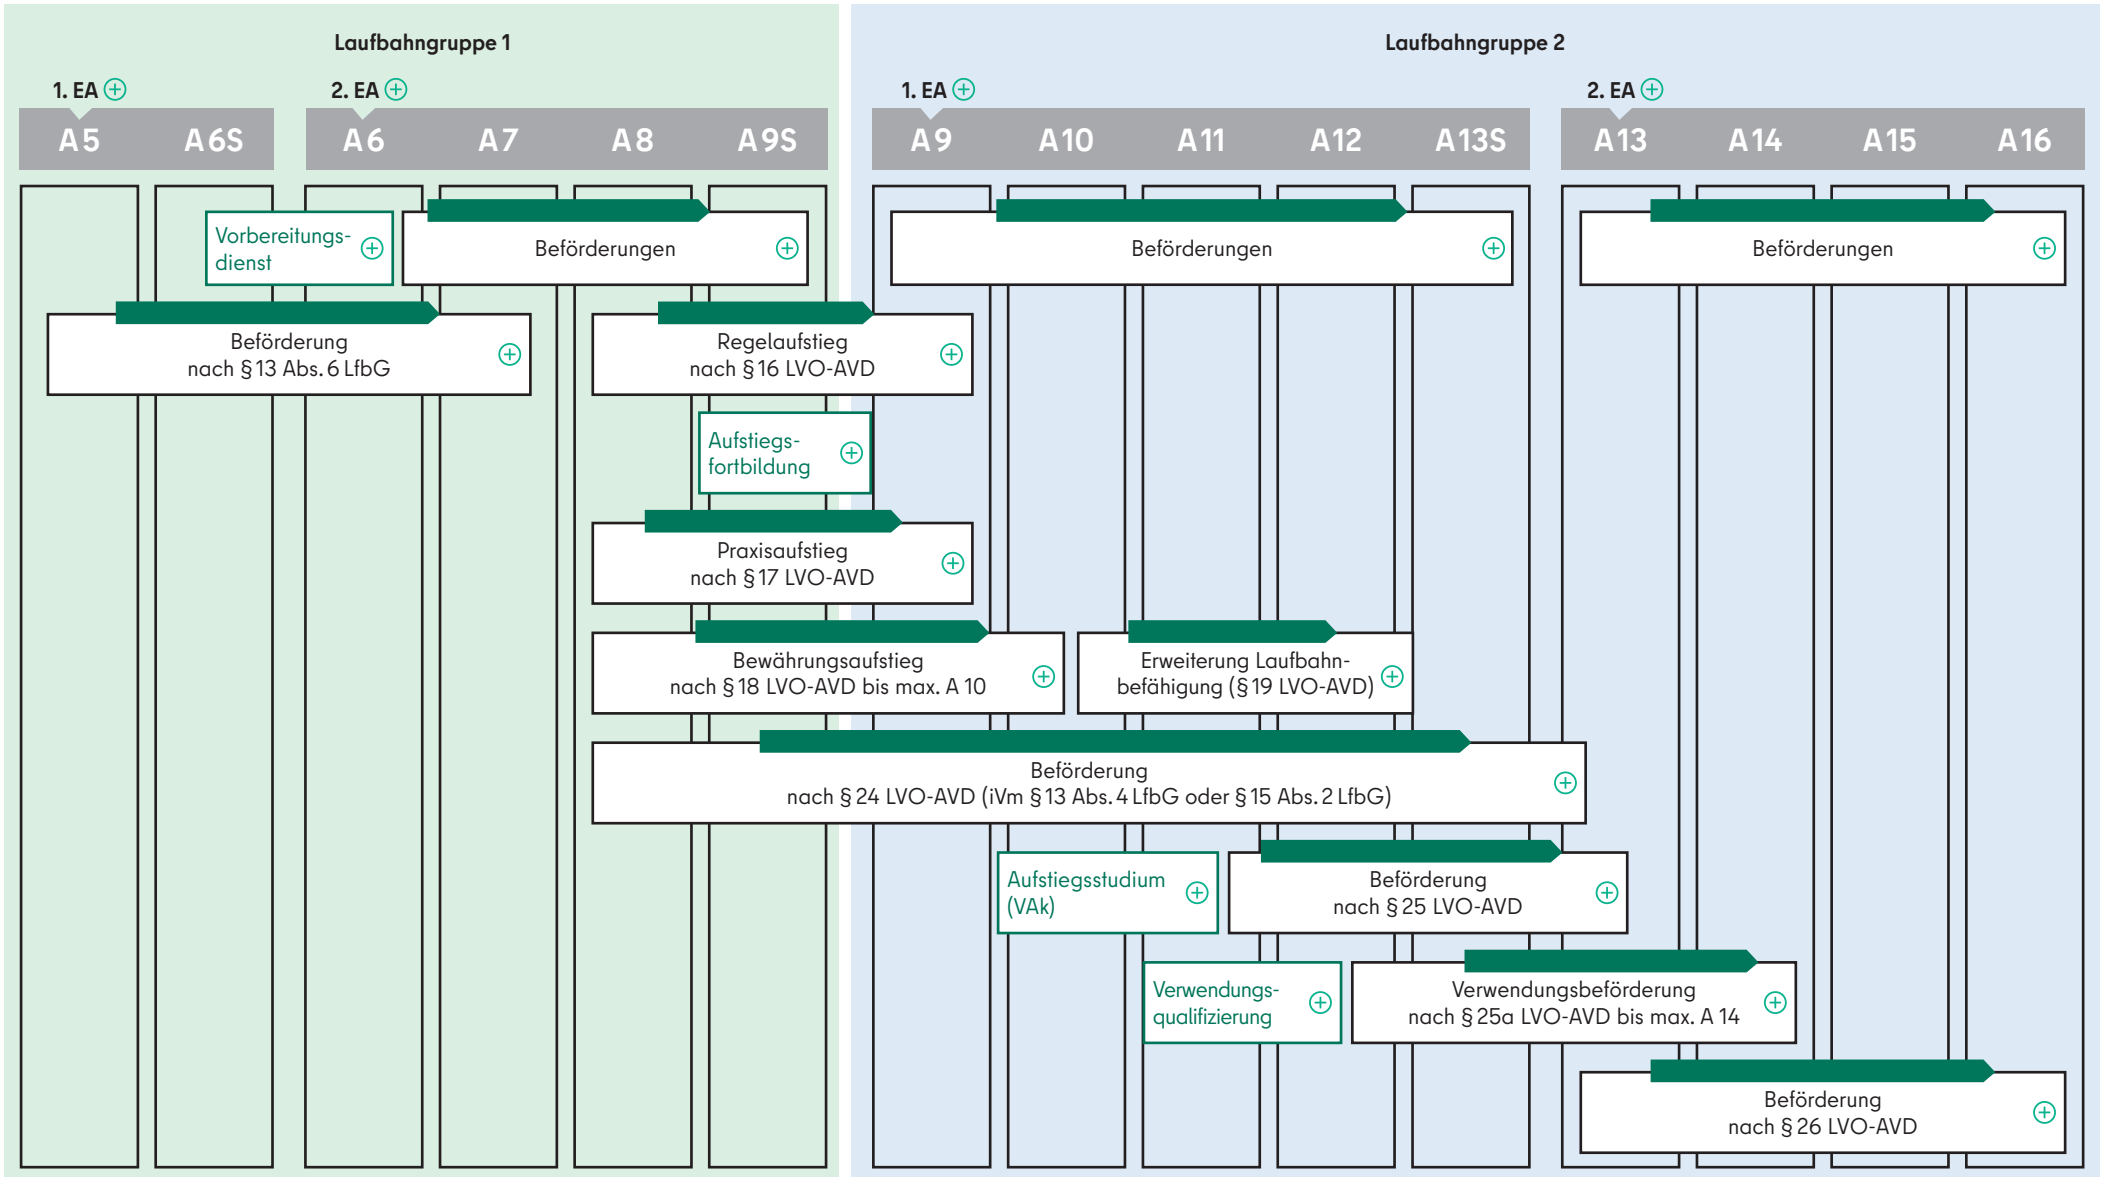 Laufbahngruppe 1
Laufbahngruppe 2
1. EA
2. EA
1. EA
2. EA
A5 A6S A6 A7 A8 A9S A9 A10 A11 A12 A13S A13 A14 A15 A16
Vorbereitungs-
dienst
Beförderungen
Beförderungen
Beförderungen
Beförderung
nach § 13 Abs. 6 LfbG
Regelaufstieg
nach § 16 LVO-AVD
Aufstiegs-
fortbildung
Praxisaufstieg
nach § 17 LVO-AVD
Bewährungsaufstieg
nach § 18 LVO-AVD bis max. A 10
Erweiterung Laufbahn-
befähigung (§ 19 LVO-AVD)
Beförderung
nach § 24 LVO-AVD (iVm § 13 Abs. 4 LfbG oder § 15 Abs. 2 LfbG)
Aufstiegsstudium
(VAk)
Beförderung
nach § 25 LVO-AVD
Verwendungs-
qualifizierung
Verwendungsbeförderung
nach § 25a LVO-AVD bis max. A 14
Beförderung
nach § 26 LVO-AVD